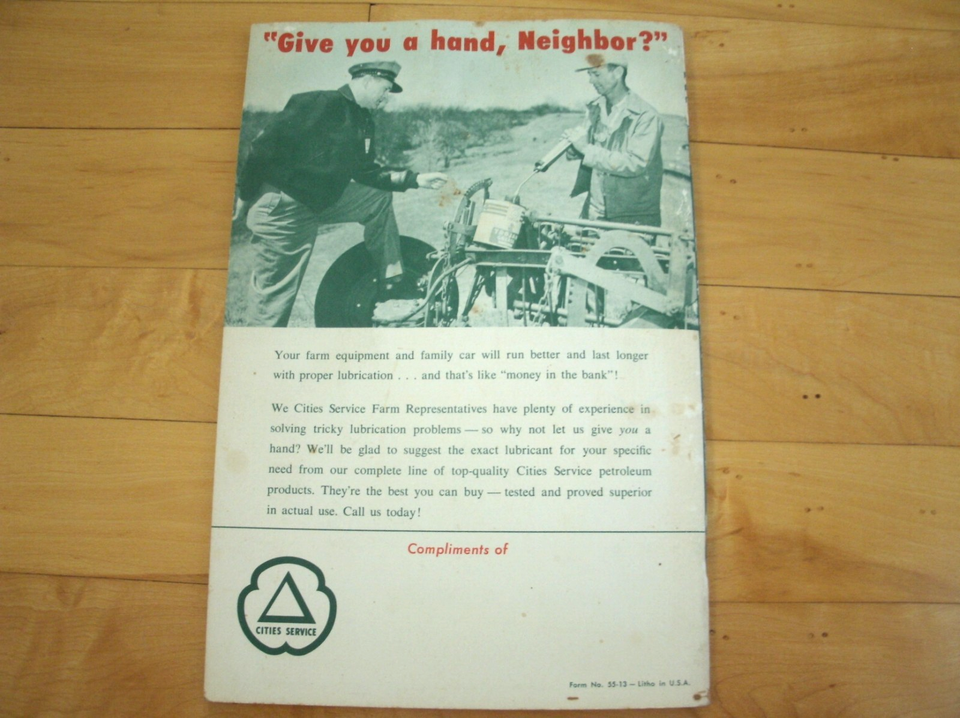 "Give you a hand, Neighbor?"
Your farm equipment and family car will run better and last longer
with proper lubrication . . . and that's like "money in the bank"!
We Cities Service Farm Representatives have plenty of experience in
solving tricky lubrication problems — so why not let us give you a
hand? We'll be glad to suggest the exact lubricant for your specific
need from our complete line of top-quality Cities Service petroleum
products. They're the best you can buy — tested and proved superior
in actual use. Call us today!
Compliments of
CITIES SERVICE
Form No. 55-13 — Litho in U.S.A.